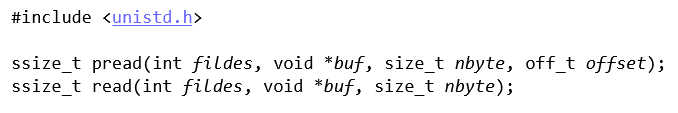 #include <unistd.h>
ssize_t pread(int fildes, void *buf, size_t nbyte, off_t offset);
ssize_t read(int fildes, void *buf, size_t nbyte);